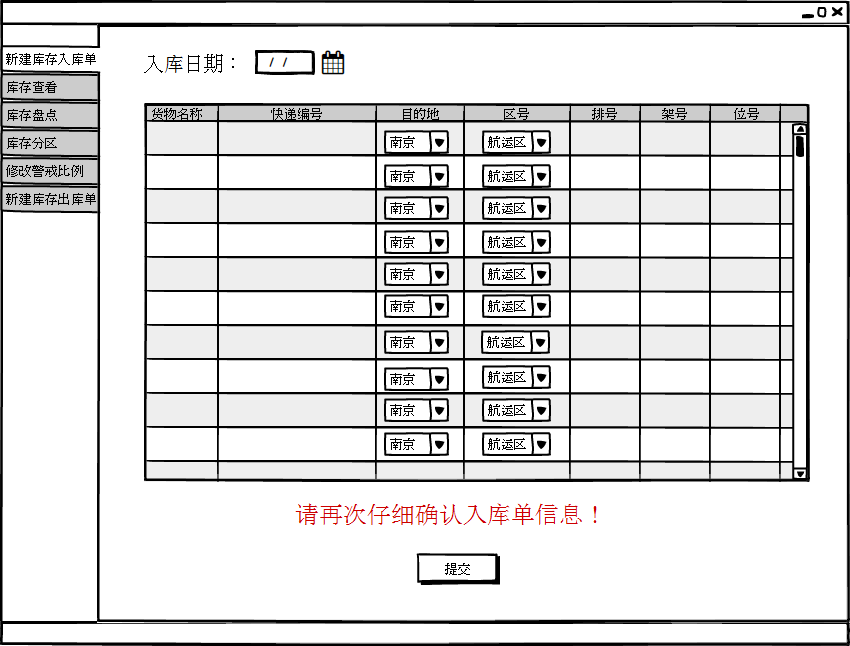 新建库存入库单
库存查看
库存盘点
库存分区
修改警戒比例
新建库存出库单
入库日期： / /
货物名称 快递编号 目的地 区号 排号 架号 位号
南京 航运区
南京 航运区
南京 航运区
南京 航运区
南京 航运区
南京 航运区
南京 航运区
南京 航运区
南京 航运区
南京 航运区
请再次仔细确认入库单信息！
提交